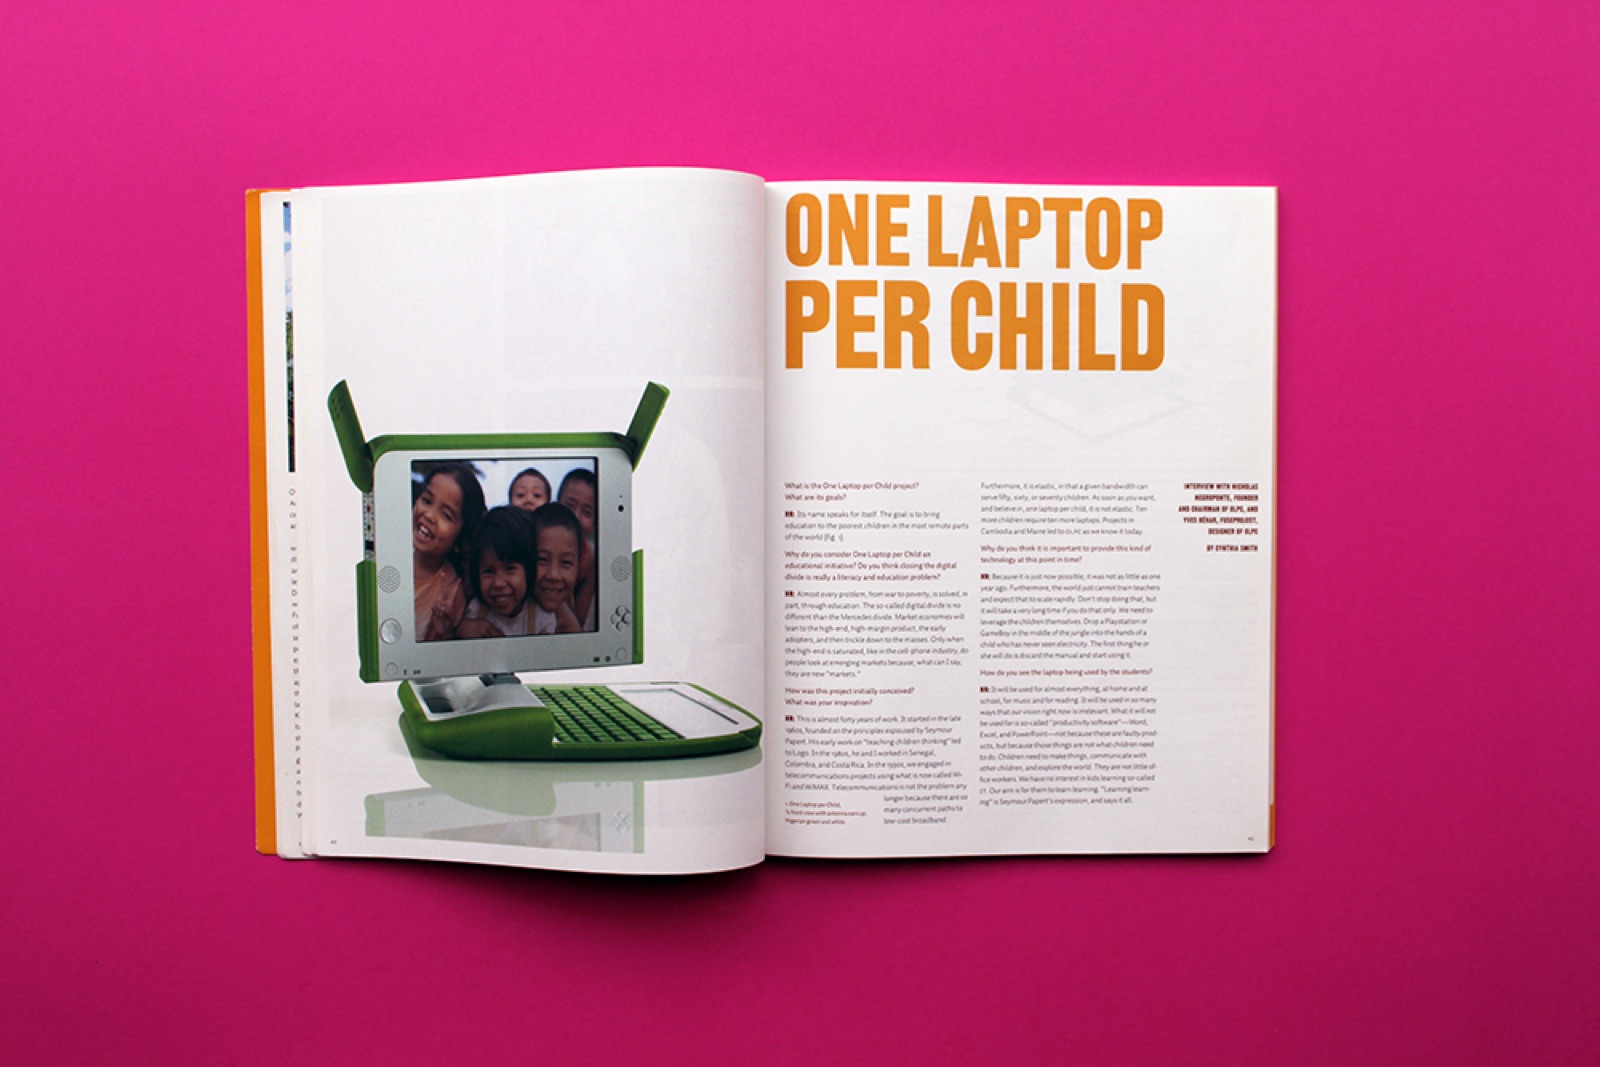 ONE LAPTOP
PER CHILD
What is the One Laptop per Child project?
What are its goals?
NN: Its name speaks for itself. The goal is to bring
education to the poorest children in the most remote parts
of the world (fig. 1).
Why do you consider One Laptop per Child an
educational initiative? Do you think closing the digital
divide is really a literacy and education problem?
NN: Almost every problem, from war to poverty, is solved, in
part, through education. The so-called digital divide is no
different than the Mercedes divide. Market economies will
lean to the high-end, high-margin product, the early
adopters, and then trickle down to the masses. Only when
the high-end is saturated, like in the cell-phone industry, do
people look at emerging markets because, what can I say,
they are new "markets."
How was this project initially conceived?
What was your inspiration?
NN: This is almost forty years of work. It started in the late
1960s, founded on the principles espoused by Seymour
Papert. His early work on "teaching children thinking" led
to Logo. In the 1980s, he and I worked in Senegal,
Colombia, and Costa Rica. In the 1990s, we engaged in
telecommunications projects using what is now called Wi-
Fi and WiMAX. Telecommunications is not the problem any
longer because there are so
many concurrent paths to
low-cost broadband.
1. One Laptop per Child,
front view with antenna ears up,
Nigerian green and white
Furthermore, it is elastic, in that a given bandwidth can
serve fifty, sixty, or seventy children. As soon as you want,
and believe in, one laptop per child, it is not elastic. Ten
more children require ten more laptops. Projects in
Cambodia and Maine led to OLPC as we know it today.
Why do you think it is important to provide this kind of
technology at this point in time?
NN: Because it is just now possible; it was not as little as one
year ago. Furthermore, the world just cannot train teachers
and expect that to scale rapidly. Don't stop doing that, but
it will take a very long time if you do that only. We need to
leverage the children themselves. Drop a Playstation or
GameBoy in the middle of the jungle into the hands of a
child who has never seen electricity. The first thing he or
she will do is discard the manual and start using it.
How do you see the laptop being used by the students?
NN: It will be used for almost everything, at home and at
school, for music and for reading. It will be used in so many
ways that our vision right now is irrelevant. What it will not
be used for is so-called "productivity software"—Word,
Excel, and PowerPoint—not because these are faulty prod-
ucts, but because those things are not what children need
to do. Children need to make things, communicate with
other children, and explore the world. They are not little of-
fice workers. We have no interest in kids learning so-called
IT. Our aim is for them to learn learning. "Learning learn-
ing" is Seymour Papert's expression, and says it all.
INTERVIEW WITH NICHOLAS
NEGROPONTE, FOUNDER
AND CHAIRMAN OF OLPC, AND
YVES BÉHAR, FUSEPROJECT,
DESIGNER OF OLPC
BY CYNTHIA SMITH